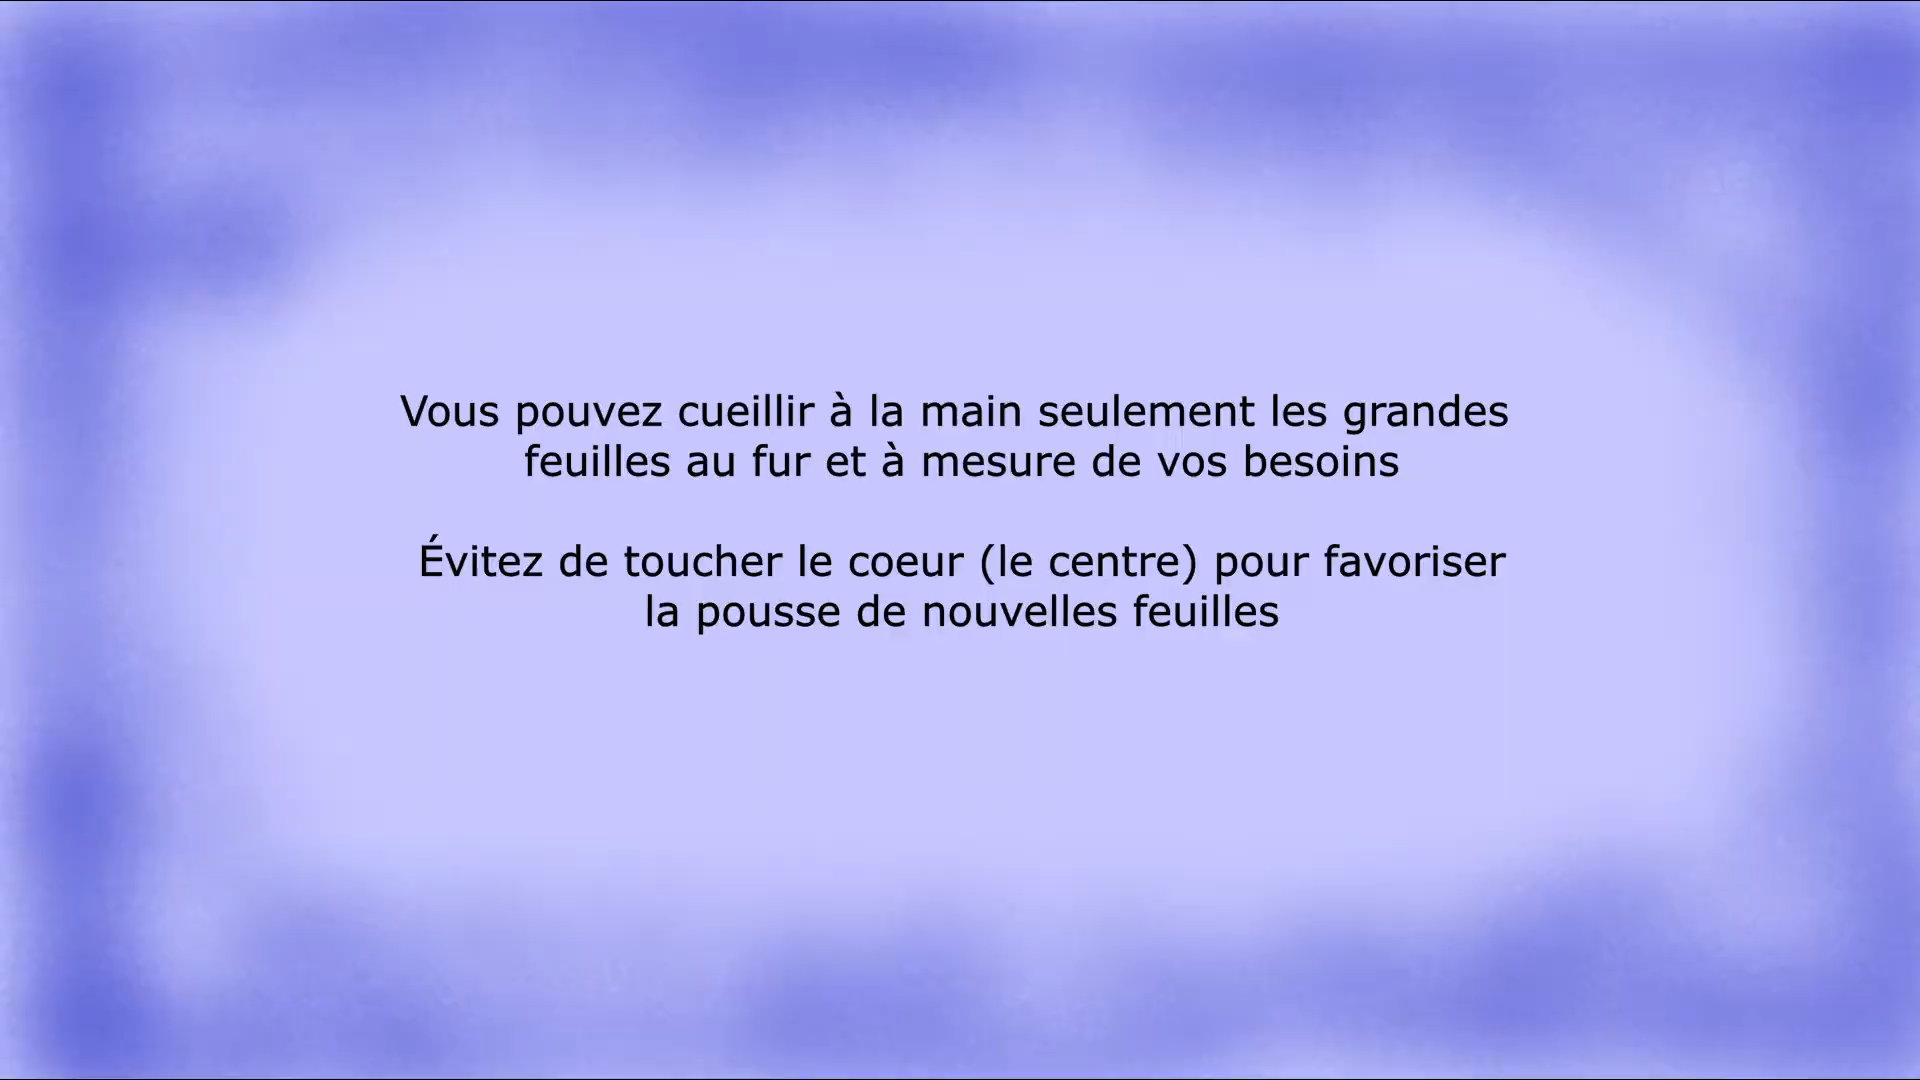 Vous pouvez cueillir à la main seulement les grandes
feuilles au fur et à mesure de vos besoins
Évitez de toucher le coeur (le centre) pour favoriser
la pousse de nouvelles feuilles